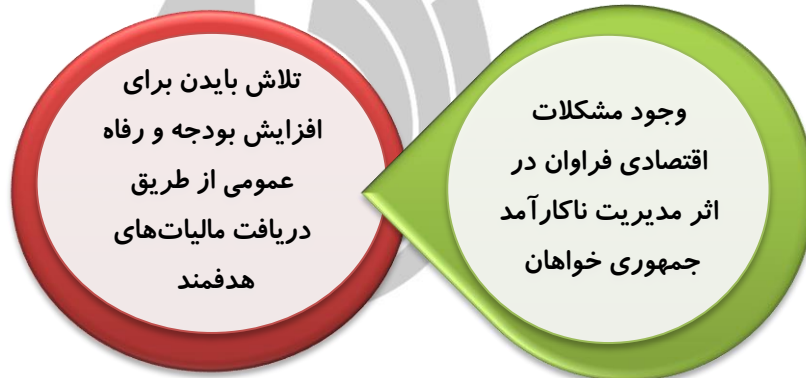 وجود مشکلات
اقتصادی فراوان در
اثر مدیریت ناکارآمد
جمهوری خواهان
تلاش بایدن برای
افزایش بودجه و رفاه
عمومی از طریق
دریافت مالیات‌های
هدفمند